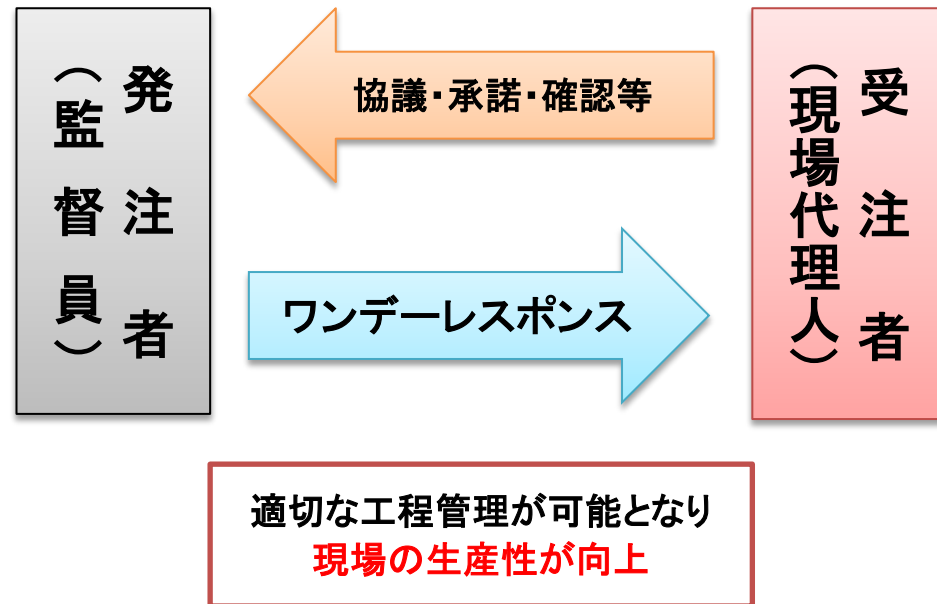 発注者
（監督員）
協議・承諾・確認等
ワンデーレスポンス
受注者
（現場代理人）
適切な工程管理が可能となり
現場の生産性が向上